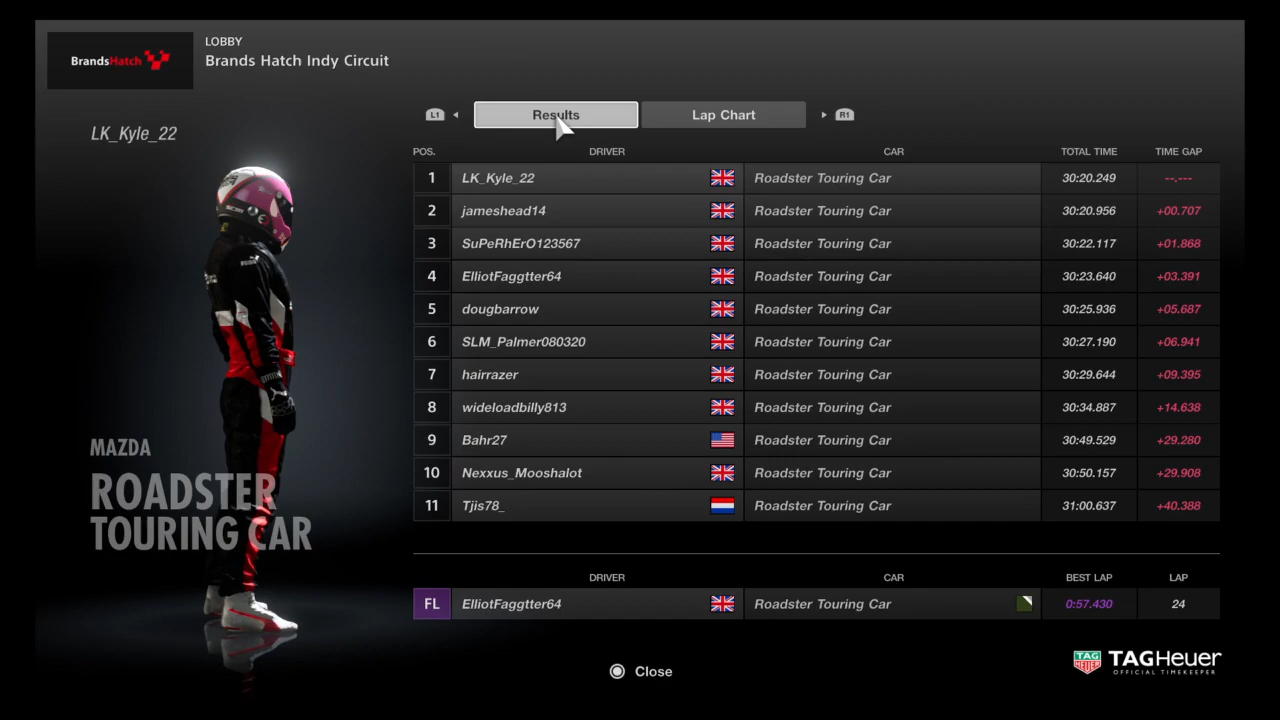 BrandsHatch
LOBBY
Brands Hatch Indy Circuit
LK_Kyle_22
L1 Results Lap Chart R1
POS. DRIVER CAR TOTAL TIME TIME GAP
1 LK_Kyle_22 Roadster Touring Car 30:20.249 --.---
2 jameshead14 Roadster Touring Car 30:20.956 +00.707
3 SuPeRhErO123567 Roadster Touring Car 30:22.117 +01.868
4 ElliotFaggtter64 Roadster Touring Car 30:23.640 +03.391
5 dougbarrow Roadster Touring Car 30:25.936 +05.687
6 SLM_Palmer080320 Roadster Touring Car 30:27.190 +06.941
7 hairrazer Roadster Touring Car 30:29.644 +09.395
8 wideloadbilly813 Roadster Touring Car 30:34.887 +14.638
9 Bahr27 Roadster Touring Car 30:49.529 +29.280
10 Nexxus_Mooshalot Roadster Touring Car 30:50.157 +29.908
11 Tjis78_ Roadster Touring Car 31:00.637 +40.388
MAZDA
ROADSTER
TOURING CAR
DRIVER CAR BEST LAP LAP
FL ElliotFaggtter64 Roadster Touring Car 0:57.430 24
Close
TAG HEUER TAGHeuer
OFFICIAL TIMEKEEPER